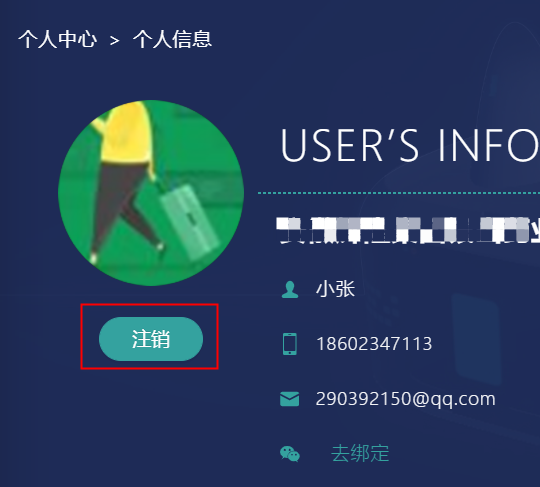 个人中心 > 个人信息
USER'S INFO
小张
注销
18602347113
290392150@qq.com
去绑定